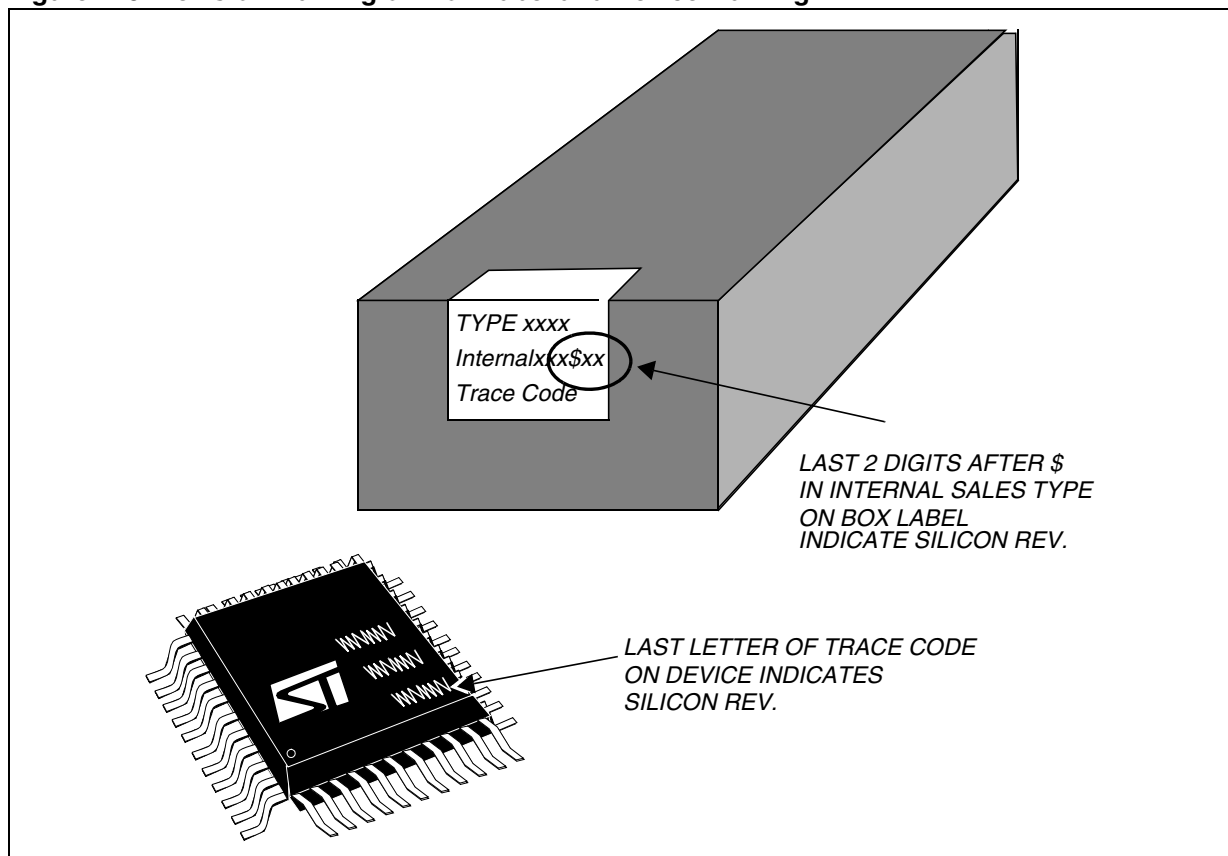 TYPE xxxx
Internalxxx$xx
Trace Code
LAST 2 DIGITS AFTER $
IN INTERNAL SALES TYPE
ON BOX LABEL
INDICATE SILICON REV.
LAST LETTER OF TRACE CODE
ON DEVICE INDICATES
SILICON REV.
ST